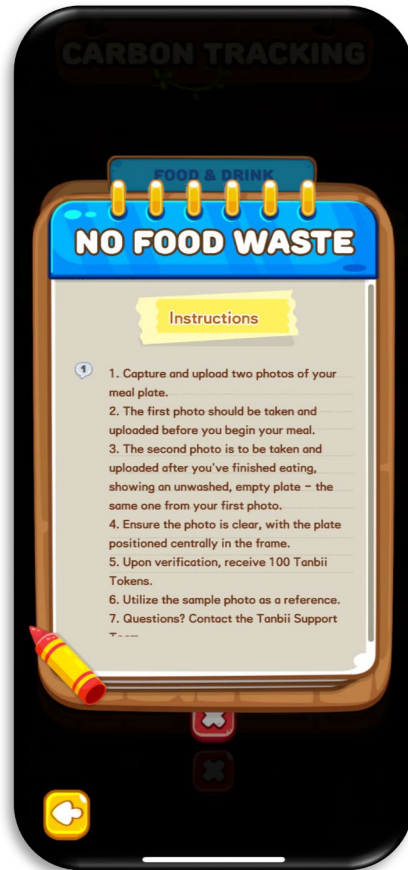 CARBON TRACKING
FOOD & DRINK
NO FOOD WASTE
Instructions
1
1. Capture and upload two photos of your
meal plate.
2. The first photo should be taken and
uploaded before you begin your meal.
3. The second photo is to be taken and
uploaded after you've finished eating,
showing an unwashed, empty plate – the
same one from your first photo.
4. Ensure the photo is clear, with the plate
positioned centrally in the frame.
5. Upon verification, receive 100 Tanbii
Tokens.
6. Utilize the sample photo as a reference.
7. Questions? Contact the Tanbii Support